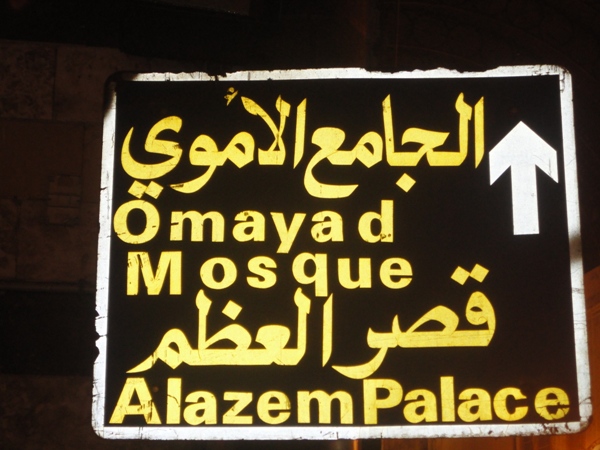 الجامع الأموي
Omayad
Mosque
قصر العظم
Alazem Palace